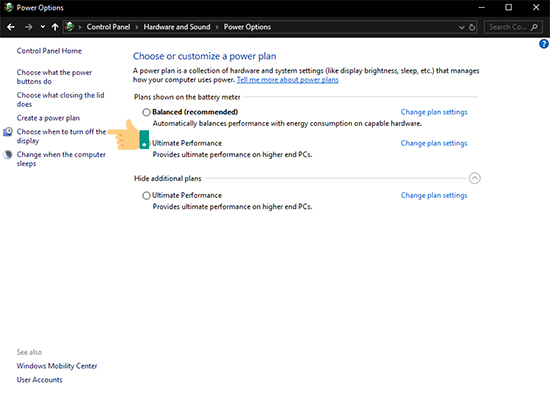 Power Options
Control Panel > Hardware and Sound > Power Options
Search Co...
Control Panel Home
Choose what the power
buttons do
Choose what closing the lid
does
Create a power plan
Choose when to turn off the
display
Change when the computer
sleeps
Choose or customize a power plan
A power plan is a collection of hardware and system settings (like display brightness, sleep, etc.) that manages
how your computer uses power. Tell me more about power plans
Plans shown on the battery meter
Balanced (recommended)
Change plan settings
Automatically balances performance with energy consumption on capable hardware.
Ultimate Performance
Change plan settings
Provides ultimate performance on higher end PCs.
Hide additional plans
Ultimate Performance
Change plan settings
Provides ultimate performance on higher end PCs.
See also
Windows Mobility Center
User Accounts